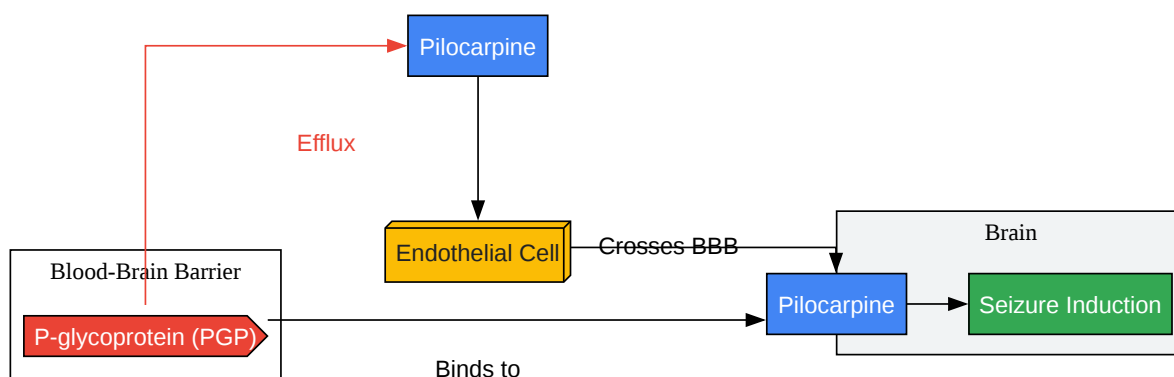 Pilocarpine
Efflux
Endothelial Cell
Crosses BBB
Brain
Blood-Brain Barrier
Pilocarpine
Seizure Induction
P-glycoprotein (PGP)
Binds to